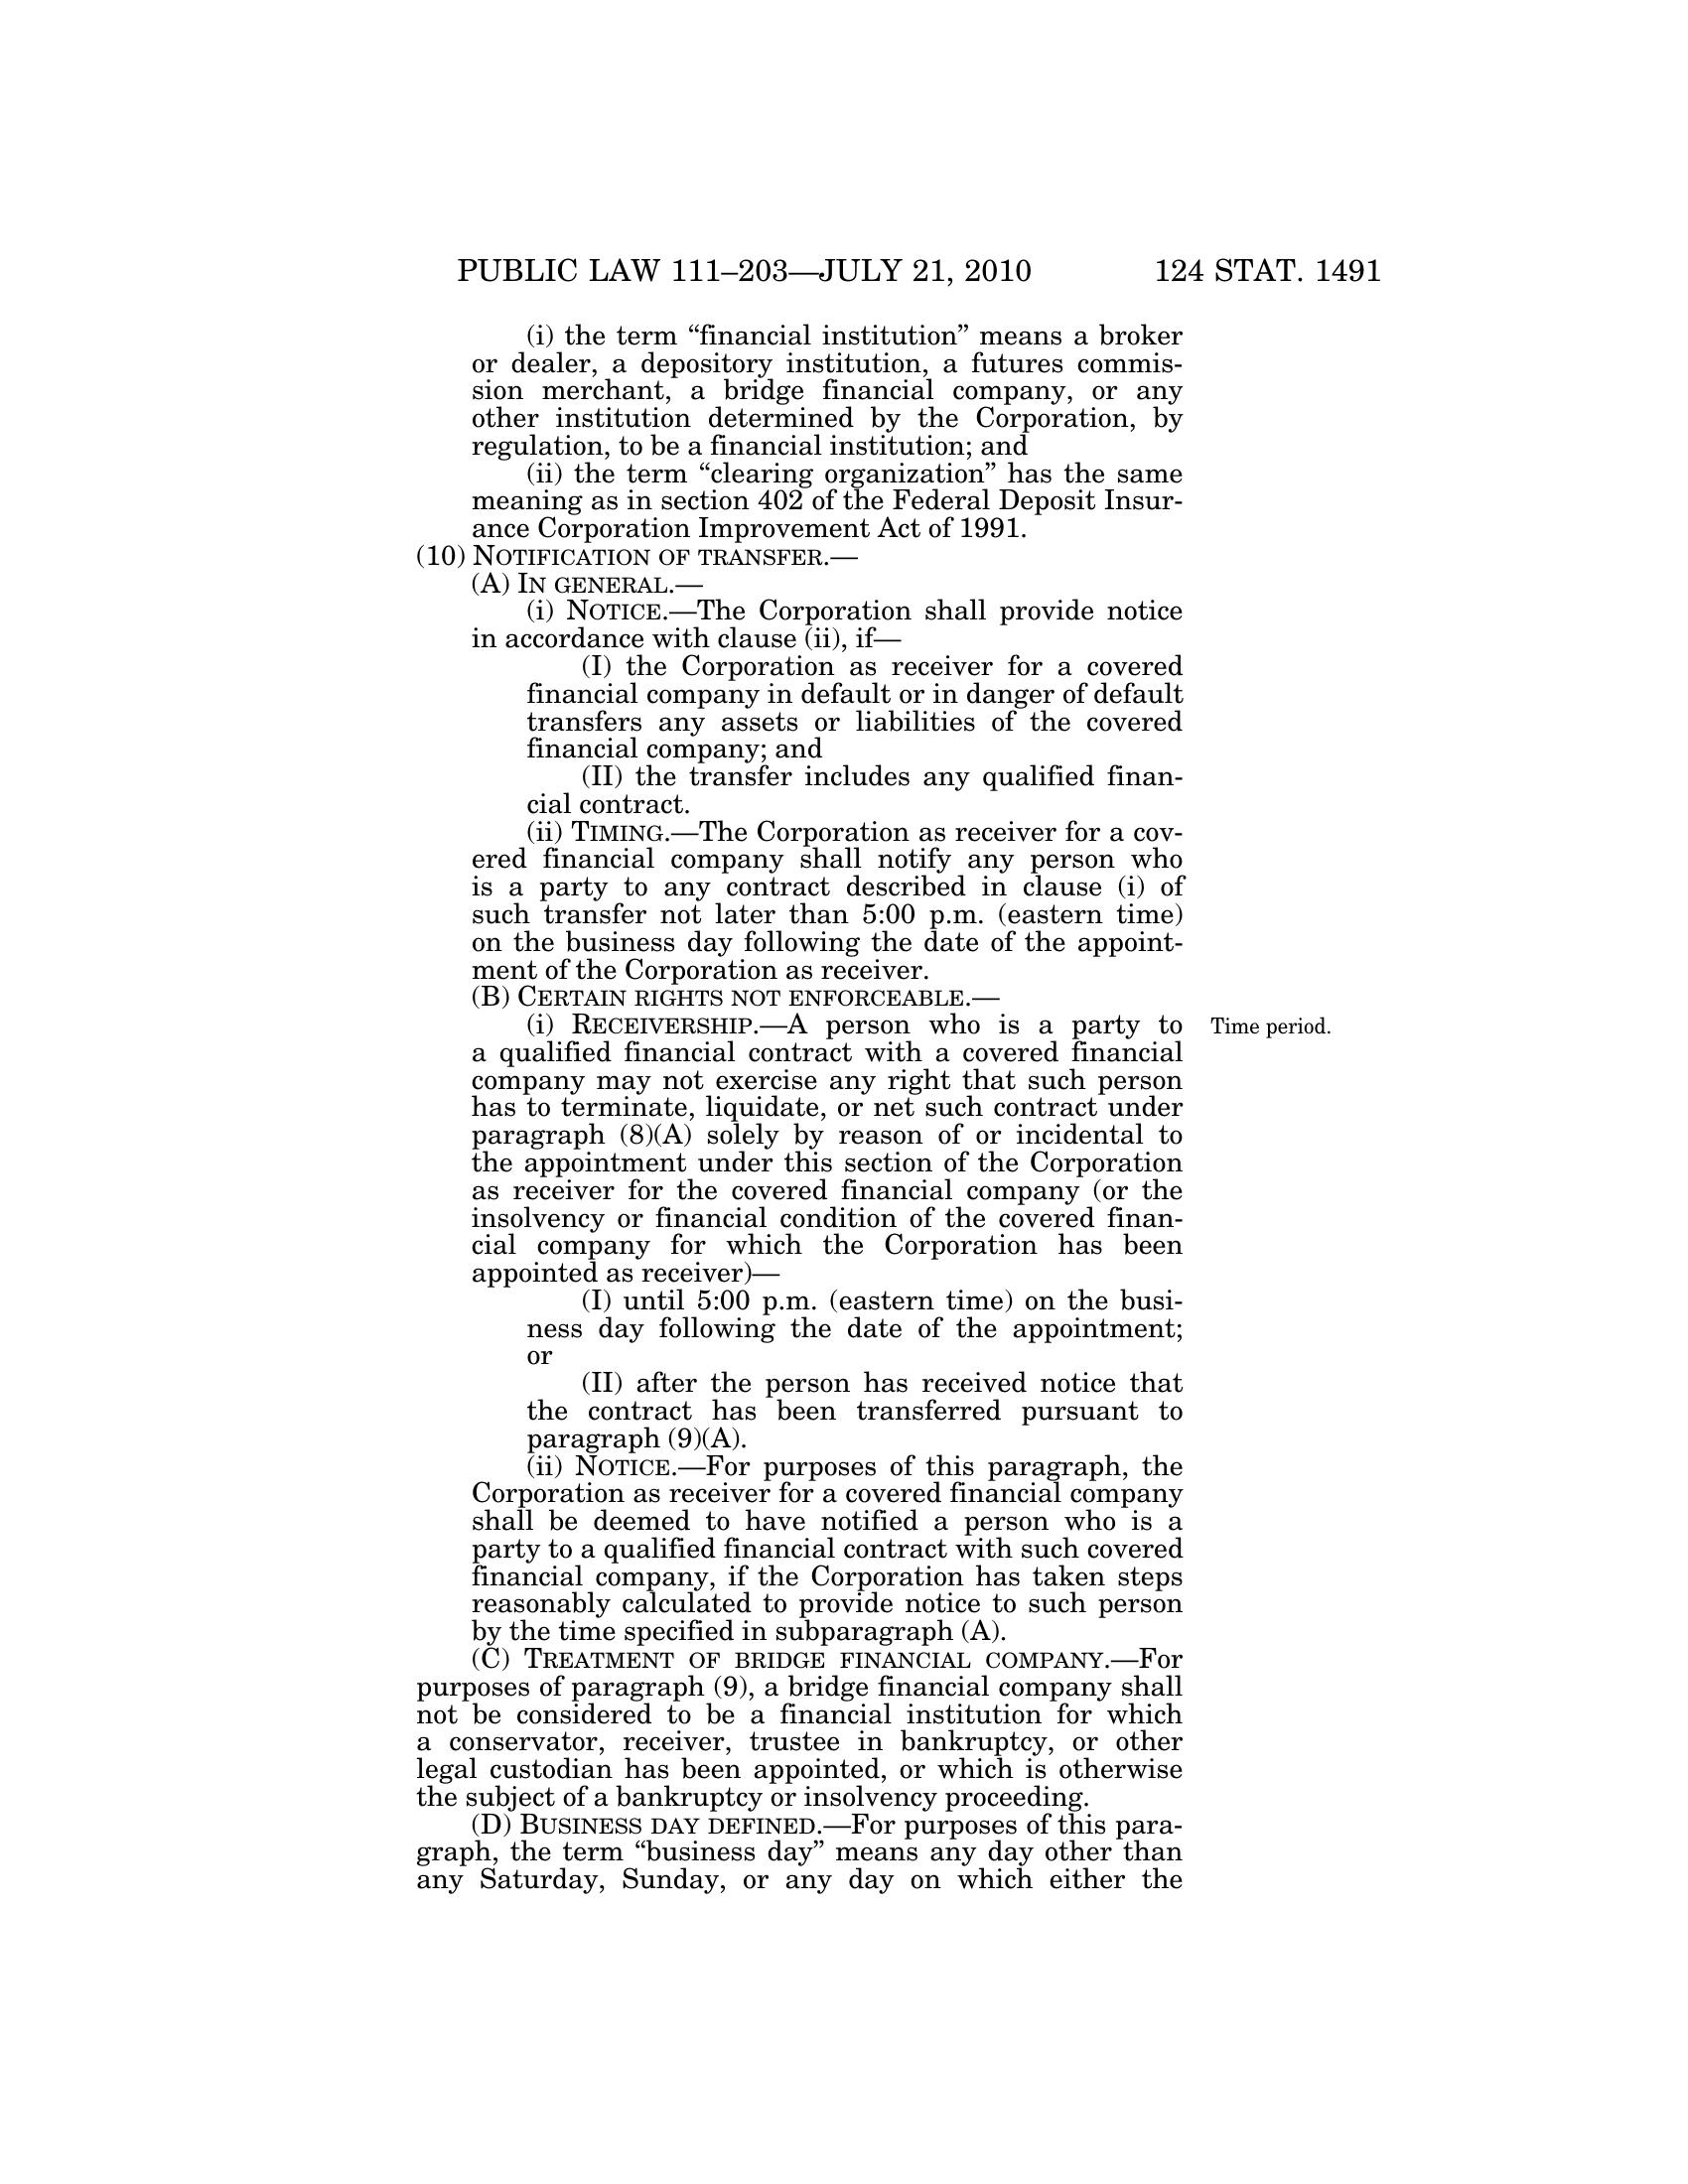 PUBLIC LAW 111–203—JULY 21, 2010 124 STAT. 1491
(i) the term “financial institution” means a broker
or dealer, a depository institution, a futures commis-
sion merchant, a bridge financial company, or any
other institution determined by the Corporation, by
regulation, to be a financial institution; and
(ii) the term “clearing organization” has the same
meaning as in section 402 of the Federal Deposit Insur-
ance Corporation Improvement Act of 1991.
(10) NOTIFICATION OF TRANSFER.—
(A) IN GENERAL.—
(i) NOTICE.—The Corporation shall provide notice
in accordance with clause (ii), if—
(I) the Corporation as receiver for a covered
financial company in default or in danger of default
transfers any assets or liabilities of the covered
financial company; and
(II) the transfer includes any qualified finan-
cial contract.
(ii) TIMING.—The Corporation as receiver for a cov-
ered financial company shall notify any person who
is a party to any contract described in clause (i) of
such transfer not later than 5:00 p.m. (eastern time)
on the business day following the date of the appoint-
ment of the Corporation as receiver.
(B) CERTAIN RIGHTS NOT ENFORCEABLE.—
(i) RECEIVERSHIP.—A person who is a party to
Time period.
a qualified financial contract with a covered financial
company may not exercise any right that such person
has to terminate, liquidate, or net such contract under
paragraph (8)(A) solely by reason of or incidental to
the appointment under this section of the Corporation
as receiver for the covered financial company (or the
insolvency or financial condition of the covered finan-
cial company for which the Corporation has been
appointed as receiver)—
(I) until 5:00 p.m. (eastern time) on the busi-
ness day following the date of the appointment;
or
(II) after the person has received notice that
the contract has been transferred pursuant to
paragraph (9)(A).
(ii) NOTICE.—For purposes of this paragraph, the
Corporation as receiver for a covered financial company
shall be deemed to have notified a person who is a
party to a qualified financial contract with such covered
financial company, if the Corporation has taken steps
reasonably calculated to provide notice to such person
by the time specified in subparagraph (A).
(C) TREATMENT OF BRIDGE FINANCIAL COMPANY.—For
purposes of paragraph (9), a bridge financial company shall
not be considered to be a financial institution for which
a conservator, receiver, trustee in bankruptcy, or other
legal custodian has been appointed, or which is otherwise
the subject of a bankruptcy or insolvency proceeding.
(D) BUSINESS DAY DEFINED.—For purposes of this para-
graph, the term “business day” means any day other than
any Saturday, Sunday, or any day on which either the